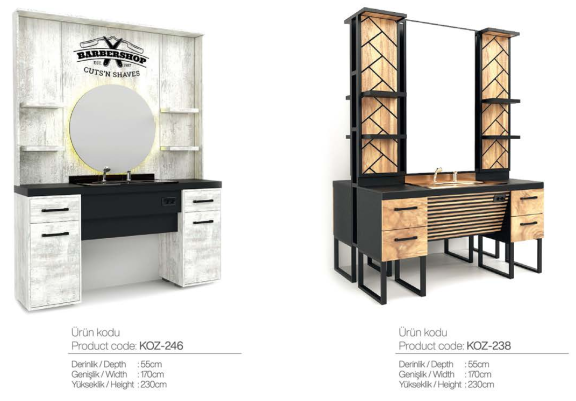 BARBERSHOP
CUTS'N SHAVES
Ürün kodu
Product code: KOZ-246
Derinlik / Depth : 55cm
Genişlik / Width : 170cm
Yükseklik / Height : 230cm
Ürün kodu
Product code: KOZ-238
Derinlik / Depth : 55cm
Genişlik / Width : 170cm
Yükseklik / Height : 230cm